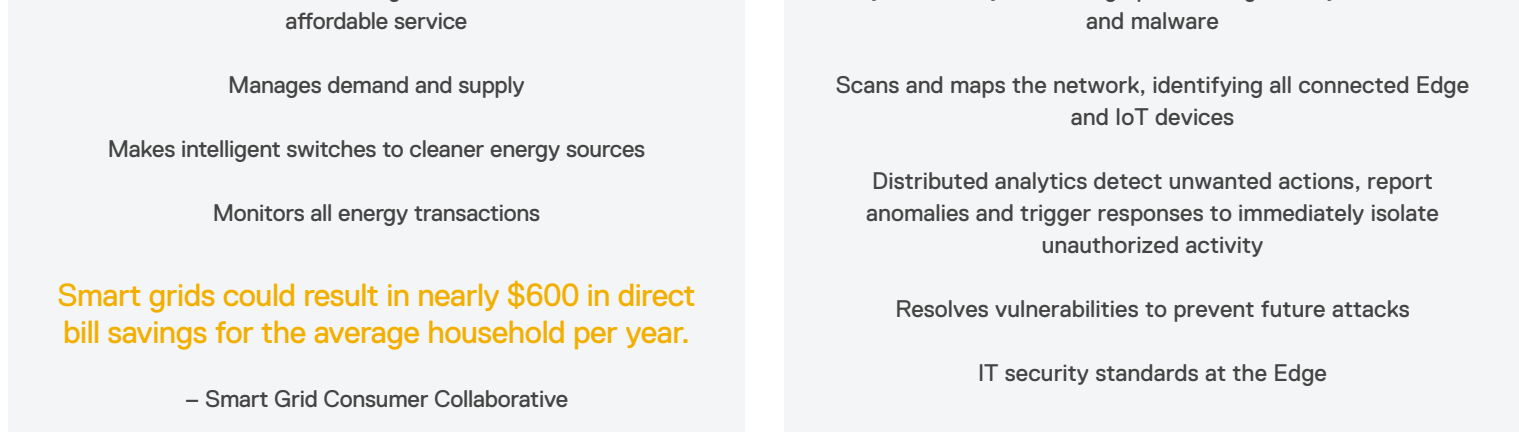 affordable service
Manages demand and supply
Makes intelligent switches to cleaner energy sources
Monitors all energy transactions
Smart grids could result in nearly $600 in direct
bill savings for the average household per year.
– Smart Grid Consumer Collaborative
and malware
Scans and maps the network, identifying all connected Edge
and IoT devices
Distributed analytics detect unwanted actions, report
anomalies and trigger responses to immediately isolate
unauthorized activity
Resolves vulnerabilities to prevent future attacks
IT security standards at the Edge